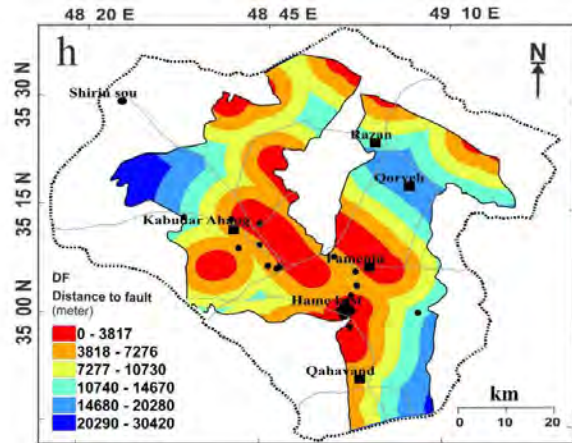 48 20 E 48 45 E 49 10 E
h
N
35 30 N
Shirin sou
Razan
Qorveh
35 15 N
Kabudar Ahang
Famenin
35 00 N
Qahavand
DF
Distance to fault
(meter)
0 - 3817
3818 - 7276
7277 - 10730
10740 - 14670
14680 - 20280
20290 - 30420
km
0 10 20